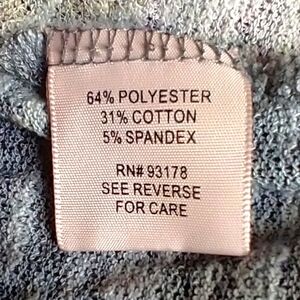 64% POLYESTER
31% COTTON
5% SPANDEX
RN# 93178
SEE REVERSE
FOR CARE